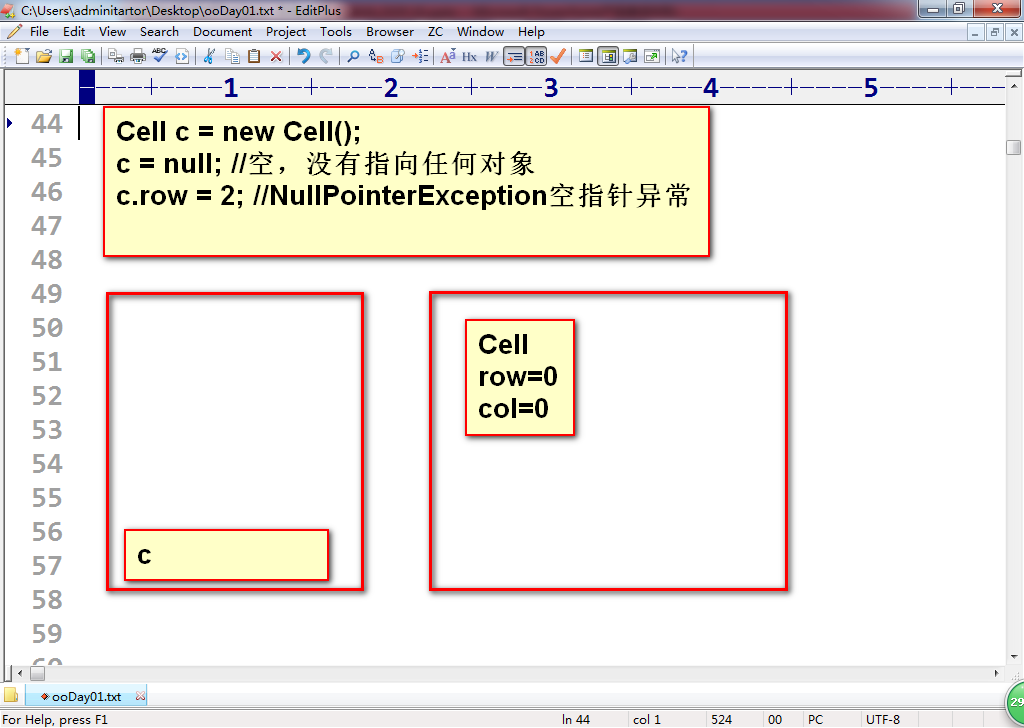 C:\Users\adminitartor\Desktop\ooDay01.txt * - EditPlus
File Edit View Search Document Project Tools Browser ZC Window Help
1 2 3 4 5
44
45
46
47
48
49
50
51
52
53
54
55
56
57
58
59
60
Cell c = new Cell();
c = null; //空，没有指向任何对象
c.row = 2; //NullPointerException空指针异常
Cell
row=0
col=0
c
ooDay01.txt
29
For Help, press F1 ln 44 col 1 524 00 PC UTF-8